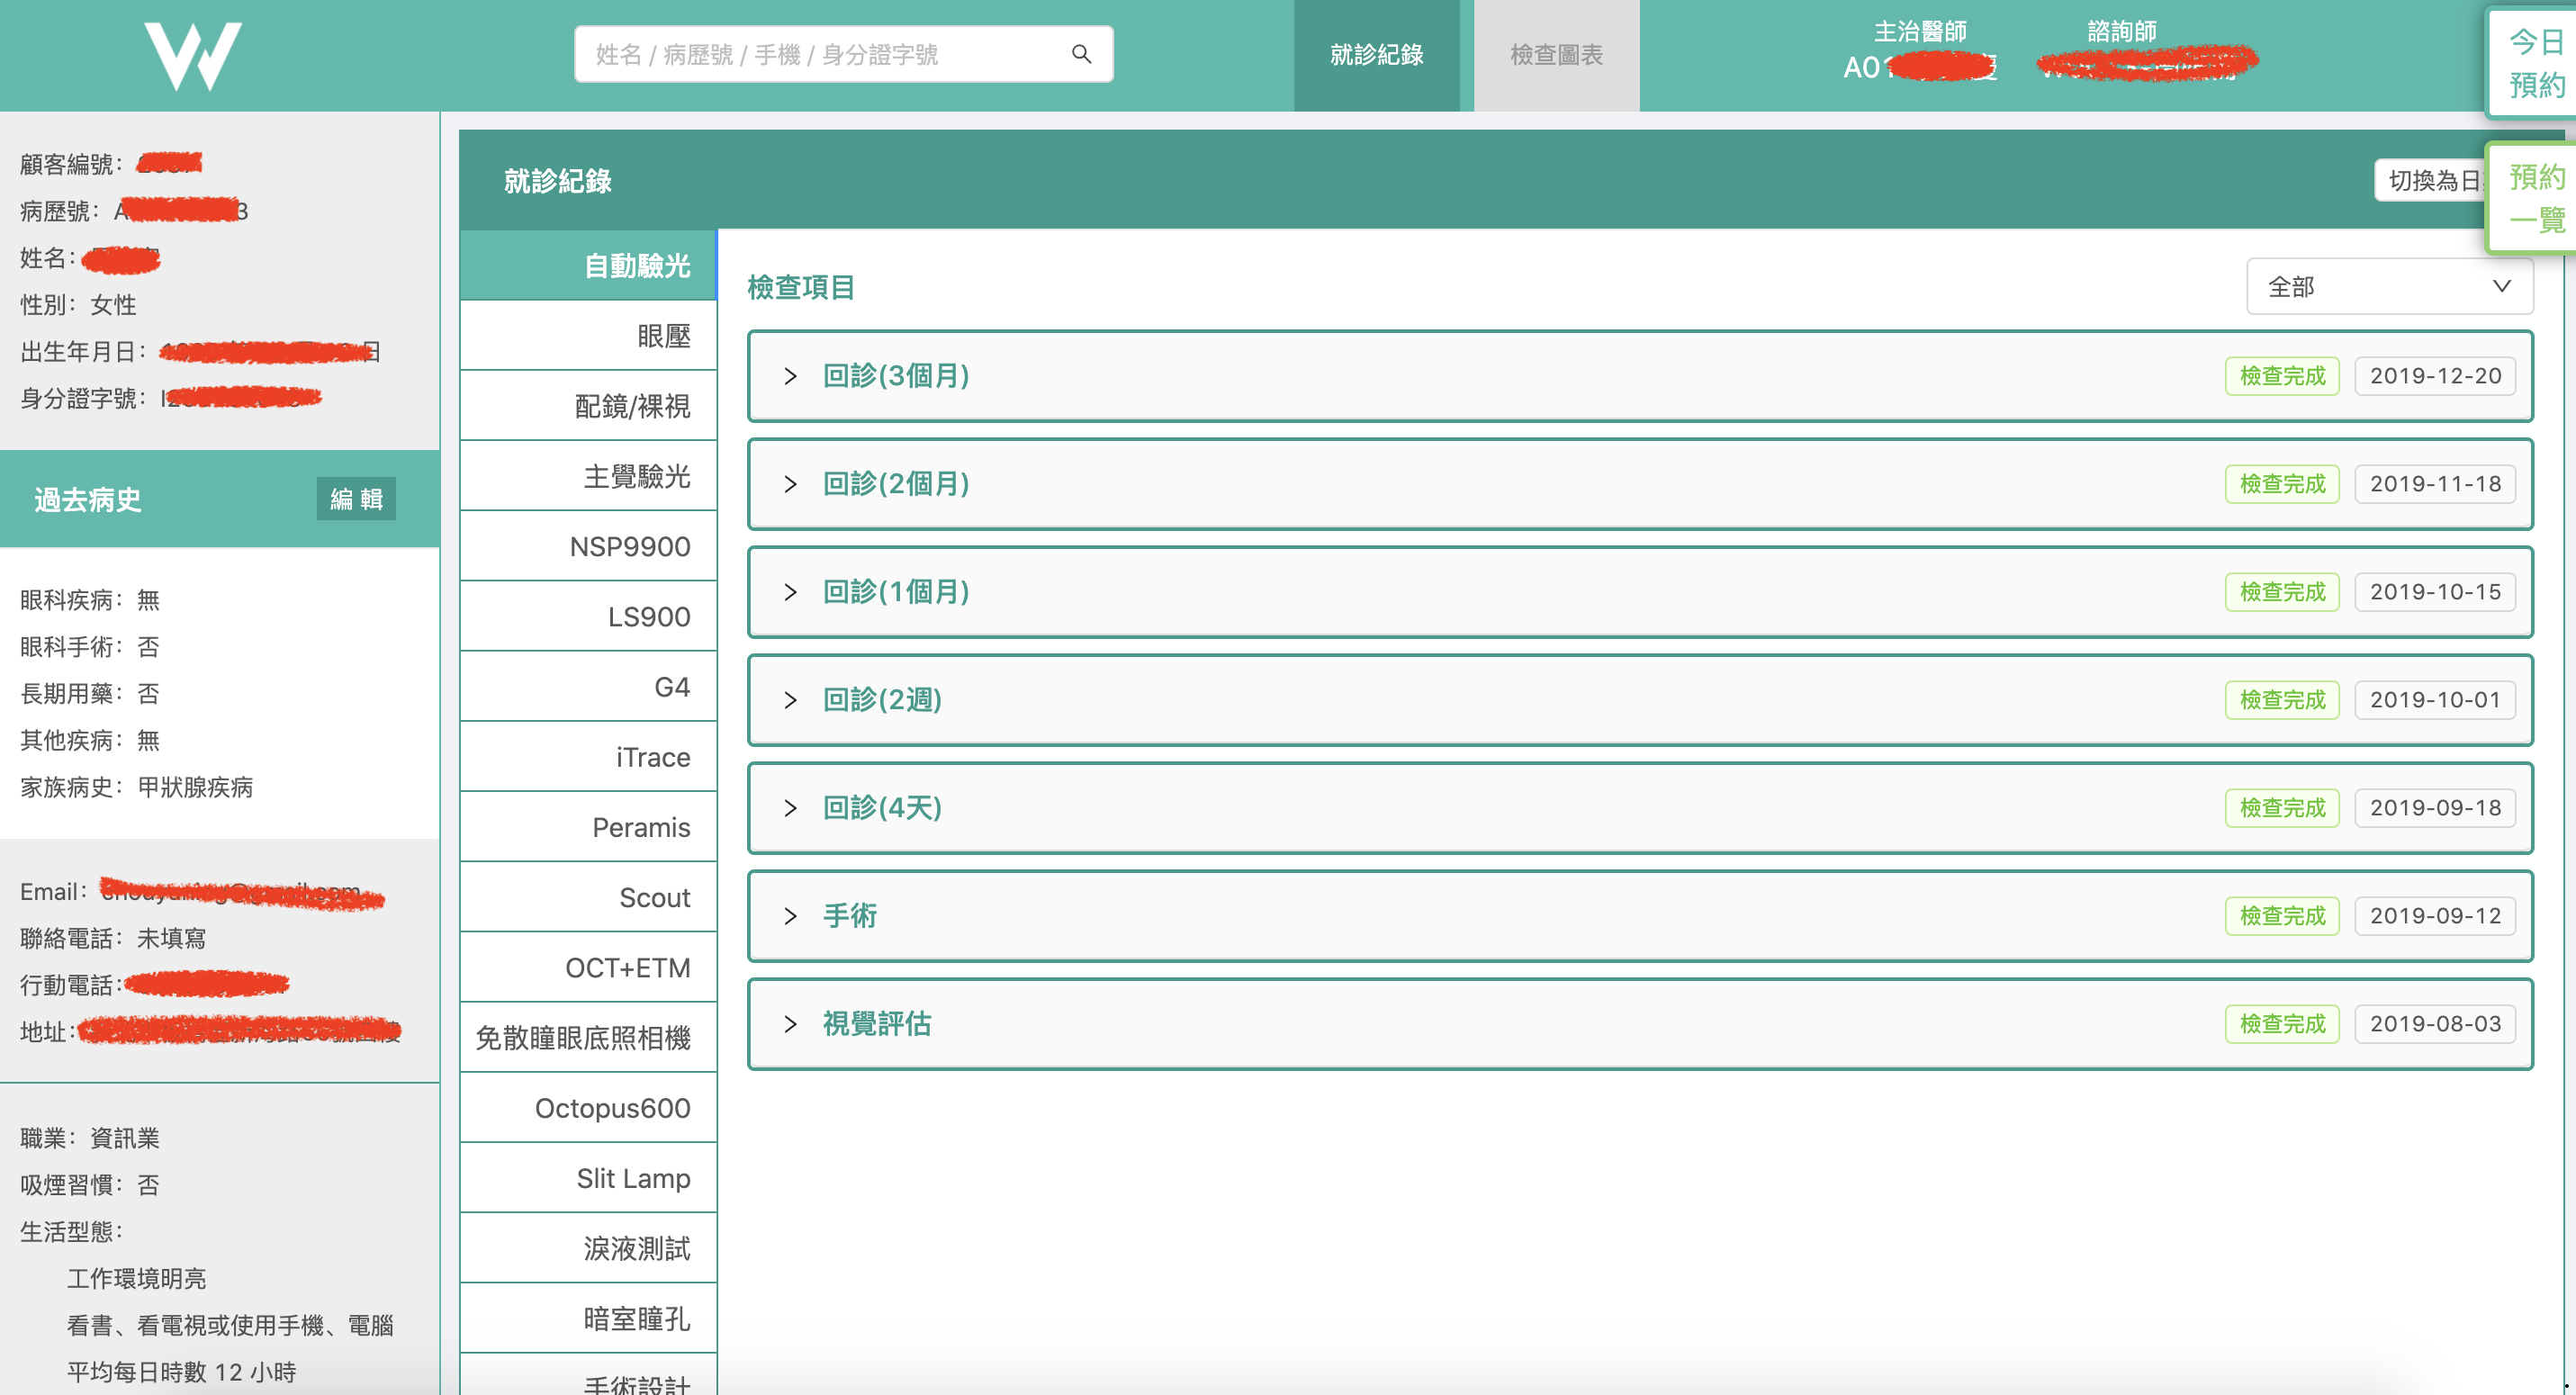 姓名 / 病歷號 / 手機 / 身分證字號
就診紀錄
檢查圖表
主治醫師
A01
諮詢師
今日
預約
預約
一覽
顧客編號：
病歷號：A 3
姓名：
性別：女性
出生年月日： 日
身分證字號：
過去病史
編輯
眼科疾病：無
眼科手術：否
長期用藥：否
其他疾病：無
家族病史：甲狀腺疾病
Email：
聯絡電話：未填寫
行動電話：
地址：
職業：資訊業
吸煙習慣：否
生活型態：
工作環境明亮
看書、看電視或使用手機、電腦
平均每日時數 12 小時
就診紀錄
切換為日
自動驗光
眼壓
配鏡/裸視
主覺驗光
NSP9900
LS900
G4
iTrace
Peramis
Scout
OCT+ETM
免散瞳眼底照相機
Octopus600
Slit Lamp
淚液測試
暗室瞳孔
手術設計
檢查項目
全部
回診(3個月) 檢查完成 2019-12-20
回診(2個月) 檢查完成 2019-11-18
回診(1個月) 檢查完成 2019-10-15
回診(2週) 檢查完成 2019-10-01
回診(4天) 檢查完成 2019-09-18
手術 檢查完成 2019-09-12
視覺評估 檢查完成 2019-08-03